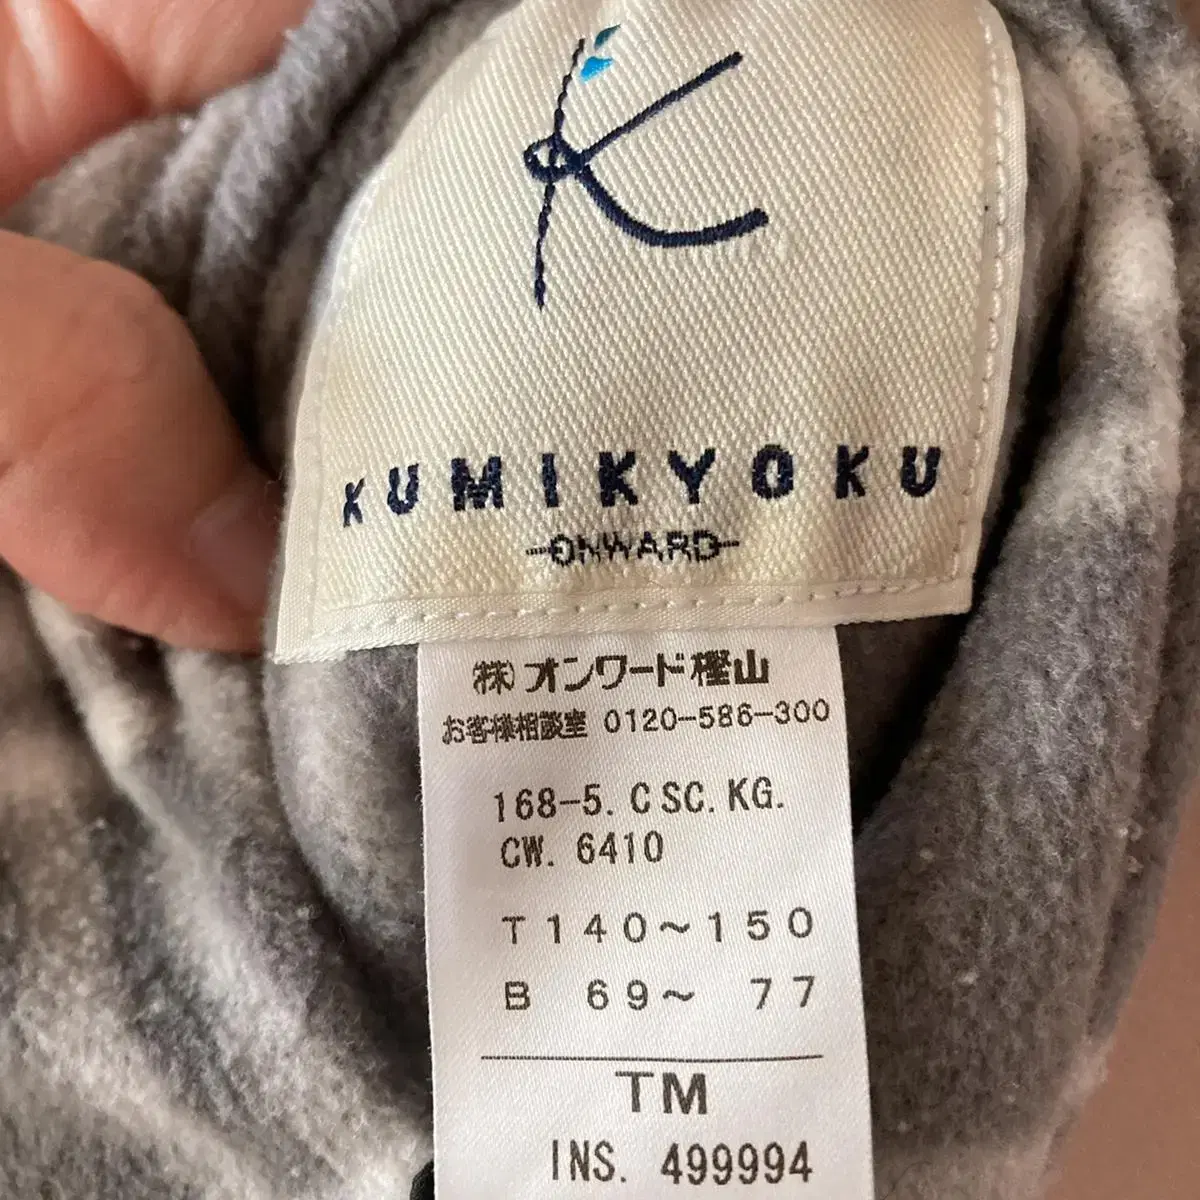 K
KUMIKYOKU
ONWARD
㈱オンワード樫山
お客様相談室 0120-586-300
168-5. CSC. KG.
CW. 6410
T140~150
B 69~ 77
TM
INS. 499994